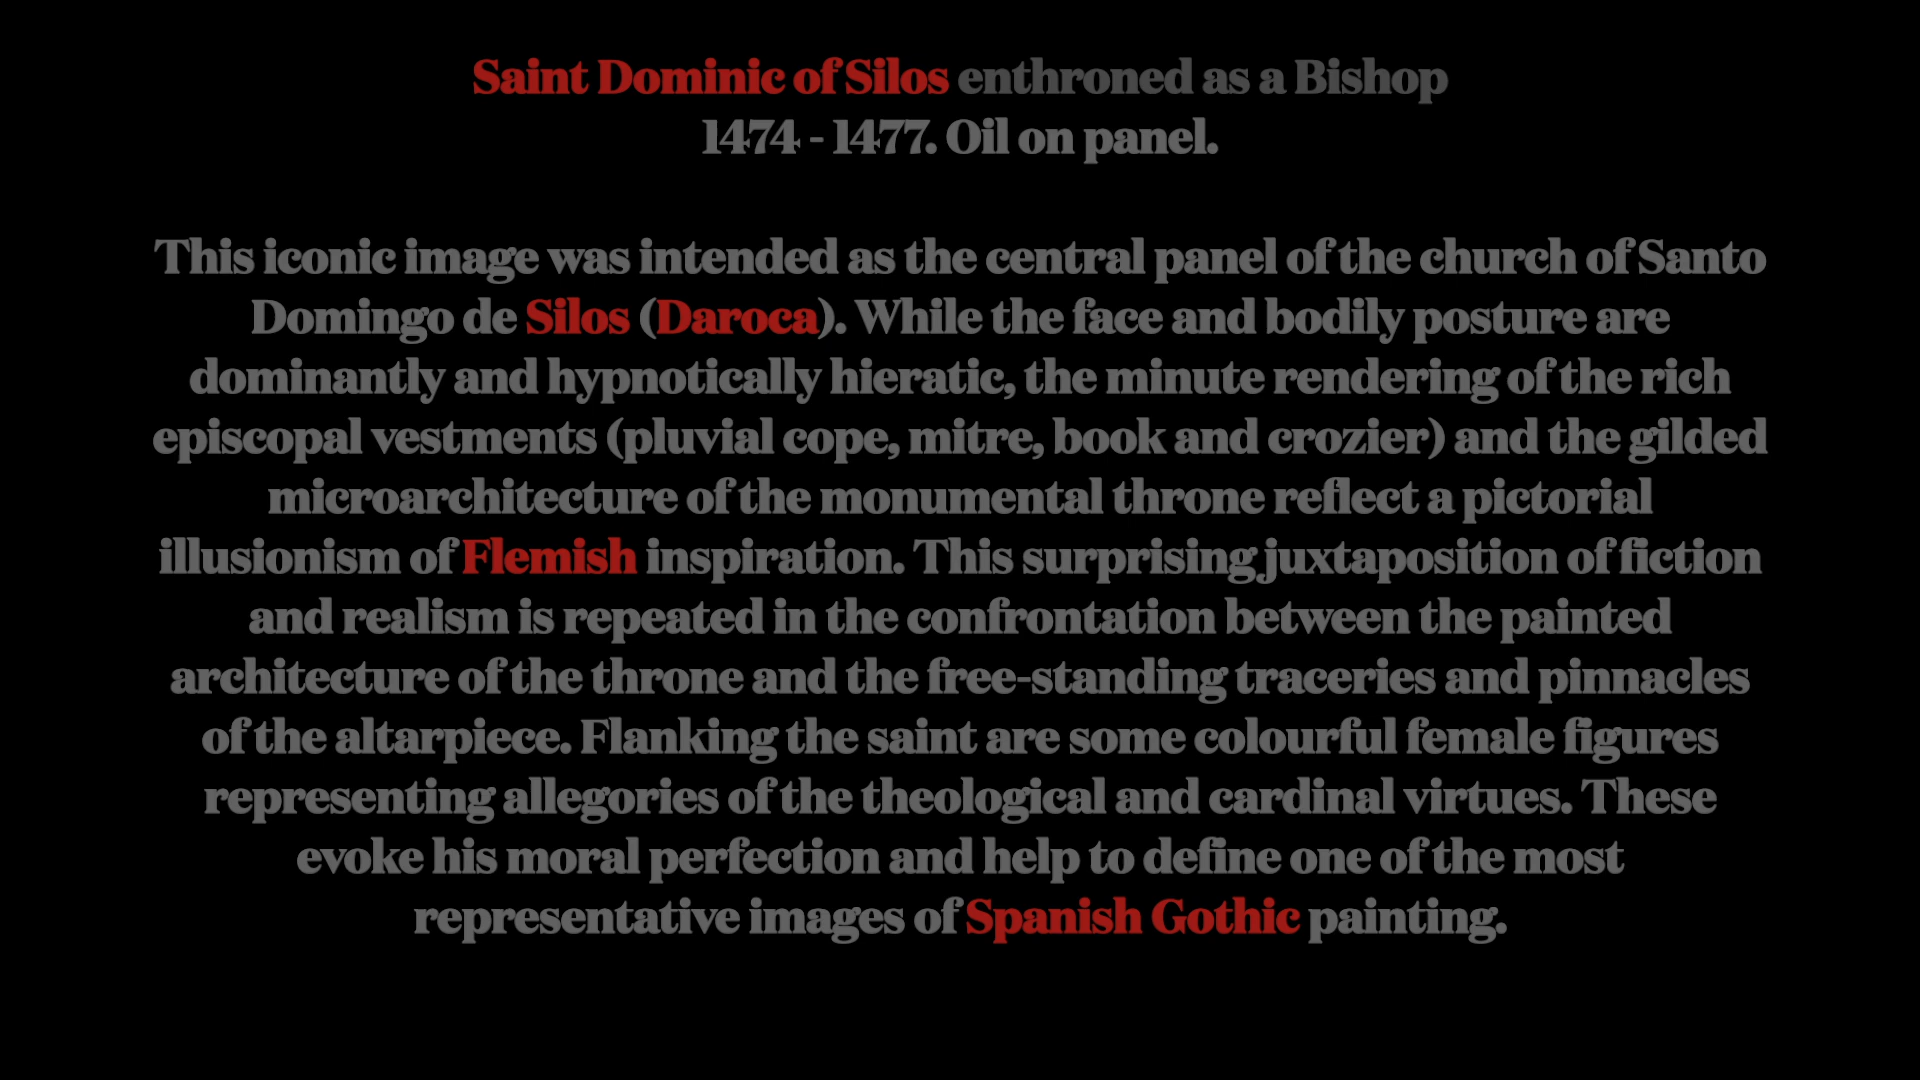 Saint Dominic of Silos enthroned as a Bishop
1474 - 1477. Oil on panel.
This iconic image was intended as the central panel of the church of Santo
Domingo de Silos (Daroca). While the face and bodily posture are
dominantly and hypnotically hieratic, the minute rendering of the rich
episcopal vestments (pluvial cope, mitre, book and crozier) and the gilded
microarchitecture of the monumental throne reflect a pictorial
illusionism of Flemish inspiration. This surprising juxtaposition of fiction
and realism is repeated in the confrontation between the painted
architecture of the throne and the free-standing traceries and pinnacles
of the altarpiece. Flanking the saint are some colourful female figures
representing allegories of the theological and cardinal virtues. These
evoke his moral perfection and help to define one of the most
representative images of Spanish Gothic painting.